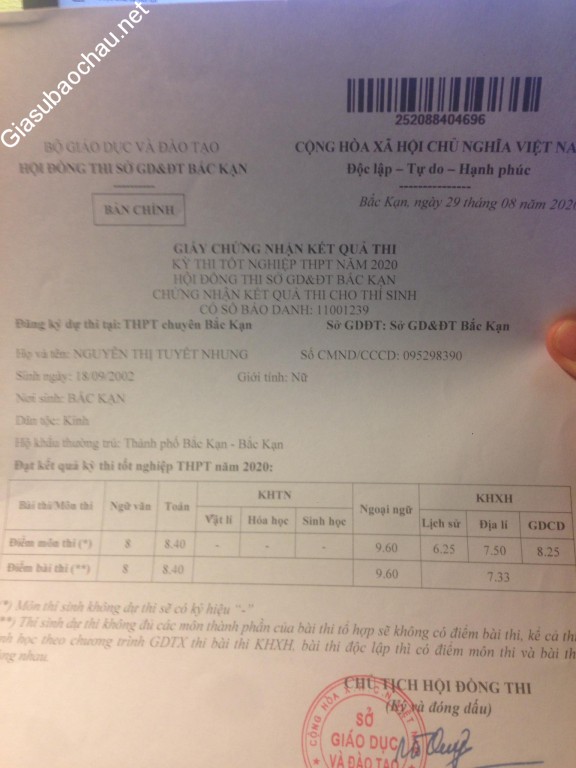 Giasubaochau.net
252088404696
BỘ GIÁO DỤC VÀ ĐÀO TẠO
HỘI ĐỒNG THI SỞ GD&ĐT BẮC KẠN
BẢN CHÍNH
CỘNG HÒA XÃ HỘI CHỦ NGHĨA VIỆT NA
Độc lập – Tự do – Hạnh phúc
Bắc Kạn, ngày 29 tháng 08 năm 2020
GIẤY CHỨNG NHẬN KẾT QUẢ THI
KỲ THI TỐT NGHIỆP THPT NĂM 2020
HỘI ĐỒNG THI SỞ GD&ĐT BẮC KẠN
CHỨNG NHẬN KẾT QUẢ THI CHO THÍ SINH
CÓ SỐ BÁO DANH: 11001239
Đăng ký dự thi tại: THPT chuyên Bắc Kạn Sở GDĐT: Sở GD&ĐT Bắc Kạn
Họ và tên: NGUYỄN THỊ TUYẾT NHUNG Số CMND/CCCD: 095298390
Sinh ngày: 18/09/2002 Giới tính: Nữ
Nơi sinh: BẮC KẠN
Dân tộc: Kinh
Hộ khẩu thường trú: Thành phố Bắc Kạn - Bắc Kạn
Đạt kết quả kỳ thi tốt nghiệp THPT năm 2020:
Bài thi/Môn thi Ngữ văn Toán KHTN Ngoại ngữ KHXH
Vật lí Hóa học Sinh học Lịch sử Địa lí GDCD
Điểm môn thi (*) 8 8.40 - - - 9.60 6.25 7.50 8.25
Điểm bài thi (**) 8 8.40 9.60 7.33
*) Môn thí sinh không dự thi sẽ có ký hiệu "-"
**) Thí sinh dự thi không đủ các môn thành phần của bài thi tổ hợp sẽ không có điểm bài thi, kể cả thí
nh học theo chương trình GDTX thi bài thi KHXH. bài thi độc lập thì có điểm môn thi và bài thi
ng nhau.
CHỦ TỊCH HỘI ĐỒNG THI
(Ký và đóng dấu)
SỞ
GIÁO DỤC
VÀ ĐÀO TẠO